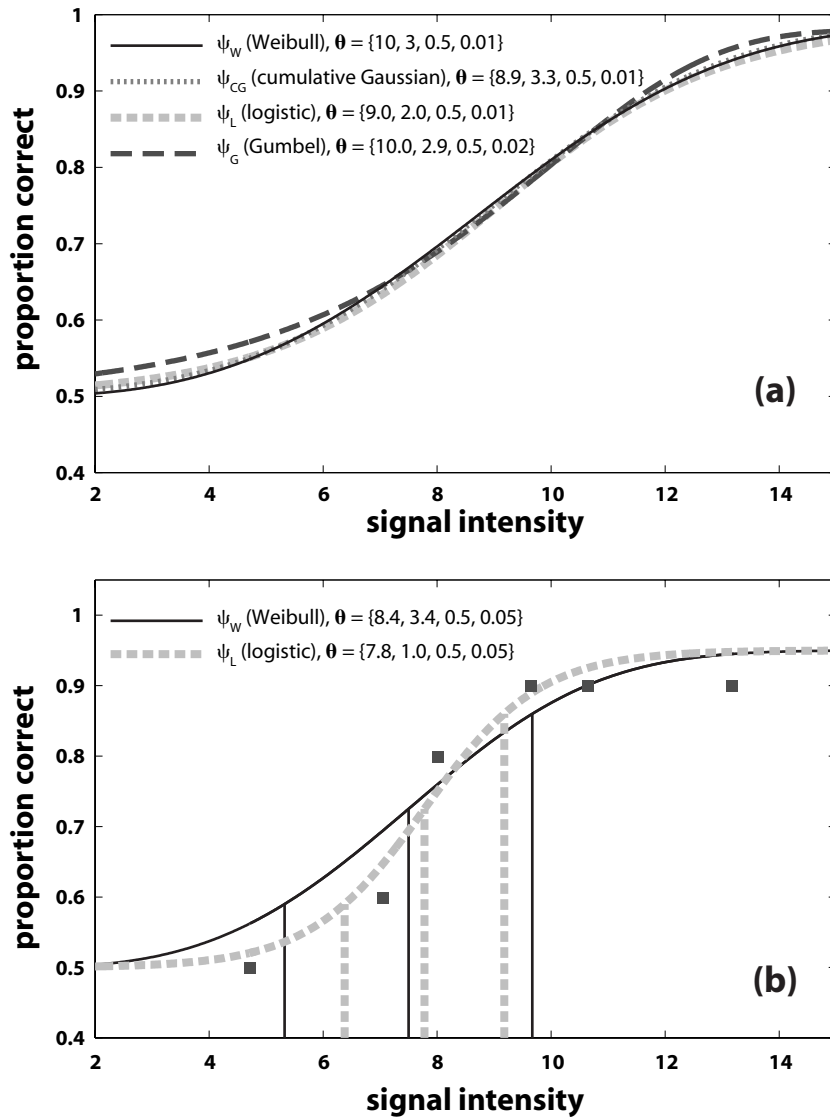 1
0.9
0.8
0.7
0.6
0.5
0.4
proportion correct
ψW (Weibull), θ = {10, 3, 0.5, 0.01}
ψCG (cumulative Gaussian), θ = {8.9, 3.3, 0.5, 0.01}
ψL (logistic), θ = {9.0, 2.0, 0.5, 0.01}
ψG (Gumbel), θ = {10.0, 2.9, 0.5, 0.02}
(a)
2 4 6 8 10 12 14
signal intensity
1
0.9
0.8
0.7
0.6
0.5
0.4
proportion correct
ψW (Weibull), θ = {8.4, 3.4, 0.5, 0.05}
ψL (logistic), θ = {7.8, 1.0, 0.5, 0.05}
(b)
2 4 6 8 10 12 14
signal intensity